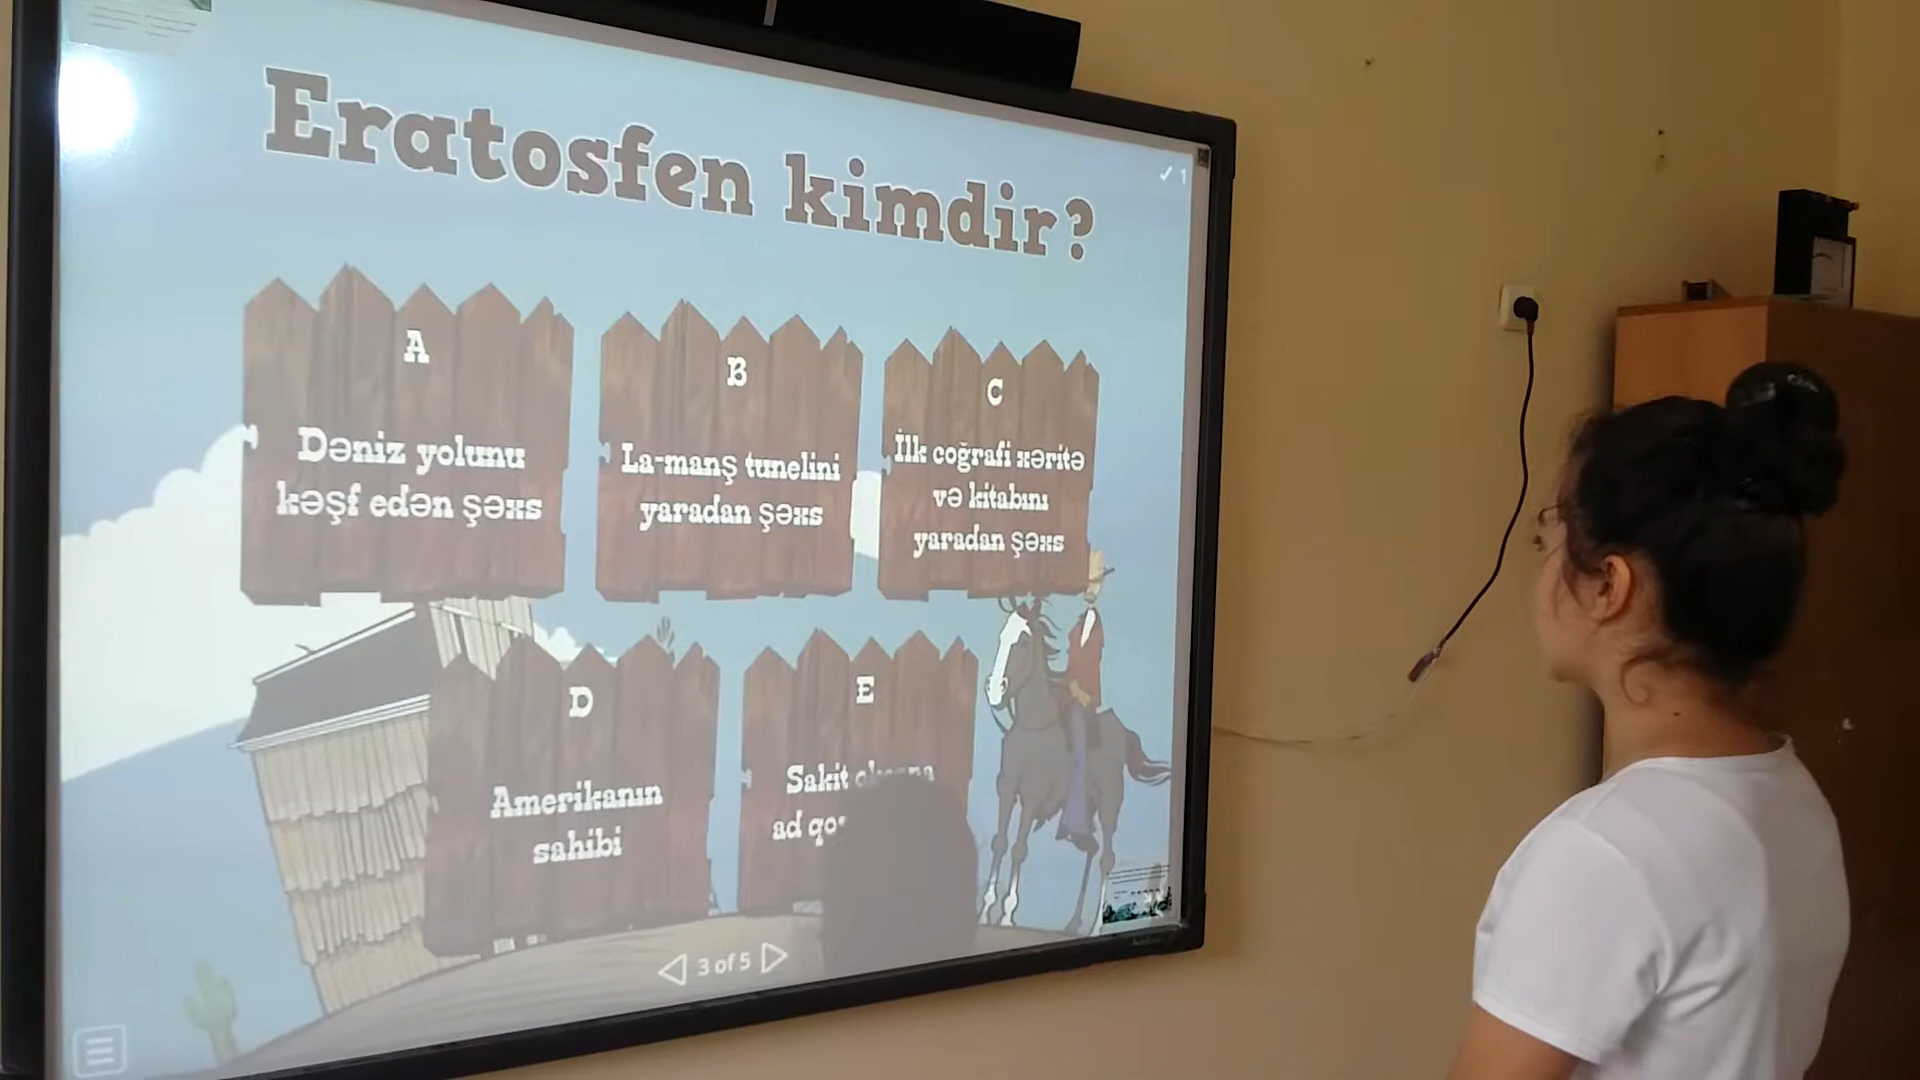 Eratosfen kimdir?
✓ 1
A
Dəniz yolunu
kəşf edən şəxs
B
La-manş tunelini
yaradan şəxs
C
İlk coğrafi xəritə
və kitabını
yaradan şəxs
D
Amerikanın
sahibi
E
Sakit
ad
3 of 5